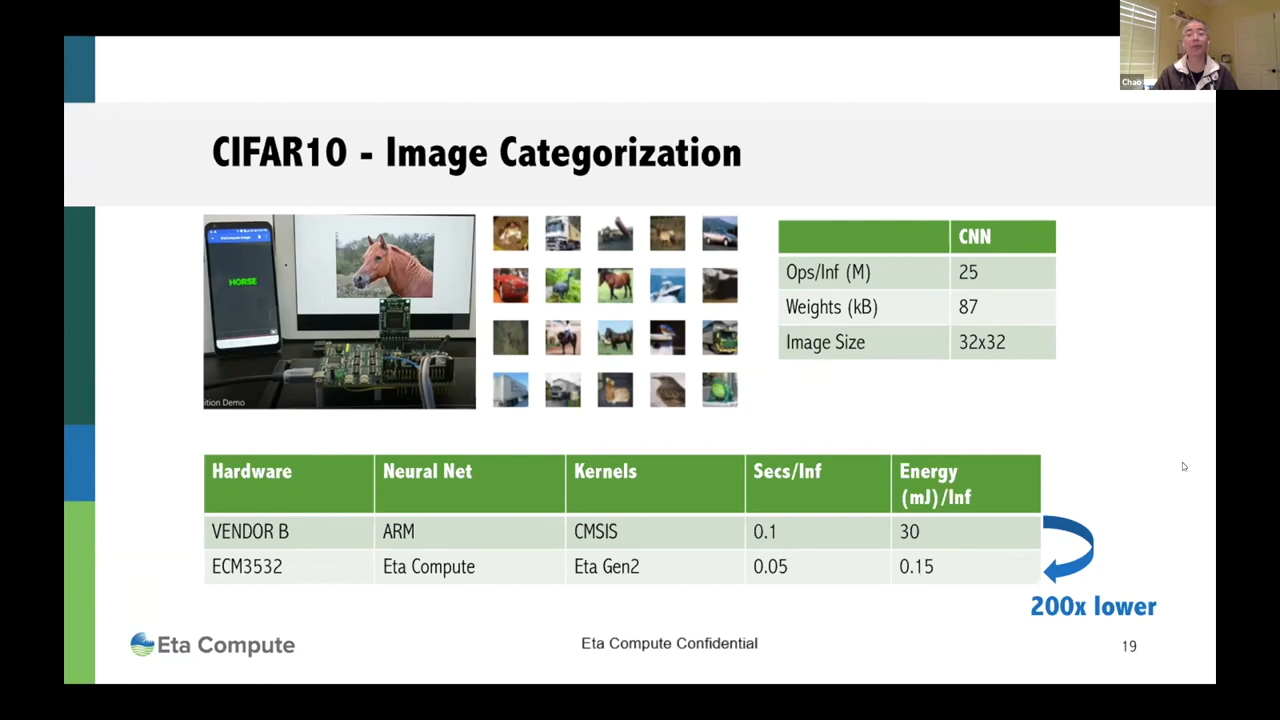 Chao
CIFAR10 - Image Categorization
HORSE
ition Demo
CNN
Ops/Inf (M) 25
Weights (kB) 87
Image Size 32x32
Hardware Neural Net Kernels Secs/Inf Energy
(mJ)/Inf
VENDOR B ARM CMSIS 0.1 30
ECM3532 Eta Compute Eta Gen2 0.05 0.15
200x lower
Eta Compute
Eta Compute Confidential
19